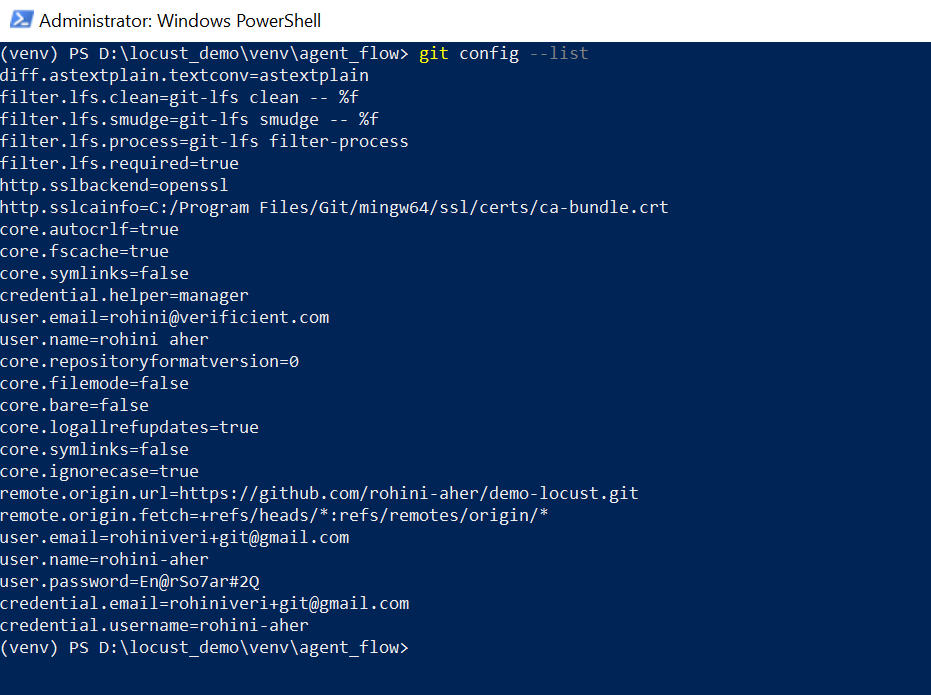 Administrator: Windows PowerShell
(venv) PS D:\locust_demo\venv\agent_flow> git config --list
diff.astextplain.textconv=astextplain
filter.lfs.clean=git-lfs clean -- %f
filter.lfs.smudge=git-lfs smudge -- %f
filter.lfs.process=git-lfs filter-process
filter.lfs.required=true
http.sslbackend=openssl
http.sslcainfo=C:/Program Files/Git/mingw64/ssl/certs/ca-bundle.crt
core.autocrlf=true
core.fscache=true
core.symlinks=false
credential.helper=manager
user.email=rohini@verificient.com
user.name=rohini aher
core.repositoryformatversion=0
core.filemode=false
core.bare=false
core.logallrefupdates=true
core.symlinks=false
core.ignorecase=true
remote.origin.url=https://github.com/rohini-aher/demo-locust.git
remote.origin.fetch=+refs/heads/*:refs/remotes/origin/*
user.email=rohiniveri+git@gmail.com
user.name=rohini-aher
user.password=En@rSo7ar#2Q
credential.email=rohiniveri+git@gmail.com
credential.username=rohini-aher
(venv) PS D:\locust_demo\venv\agent_flow>